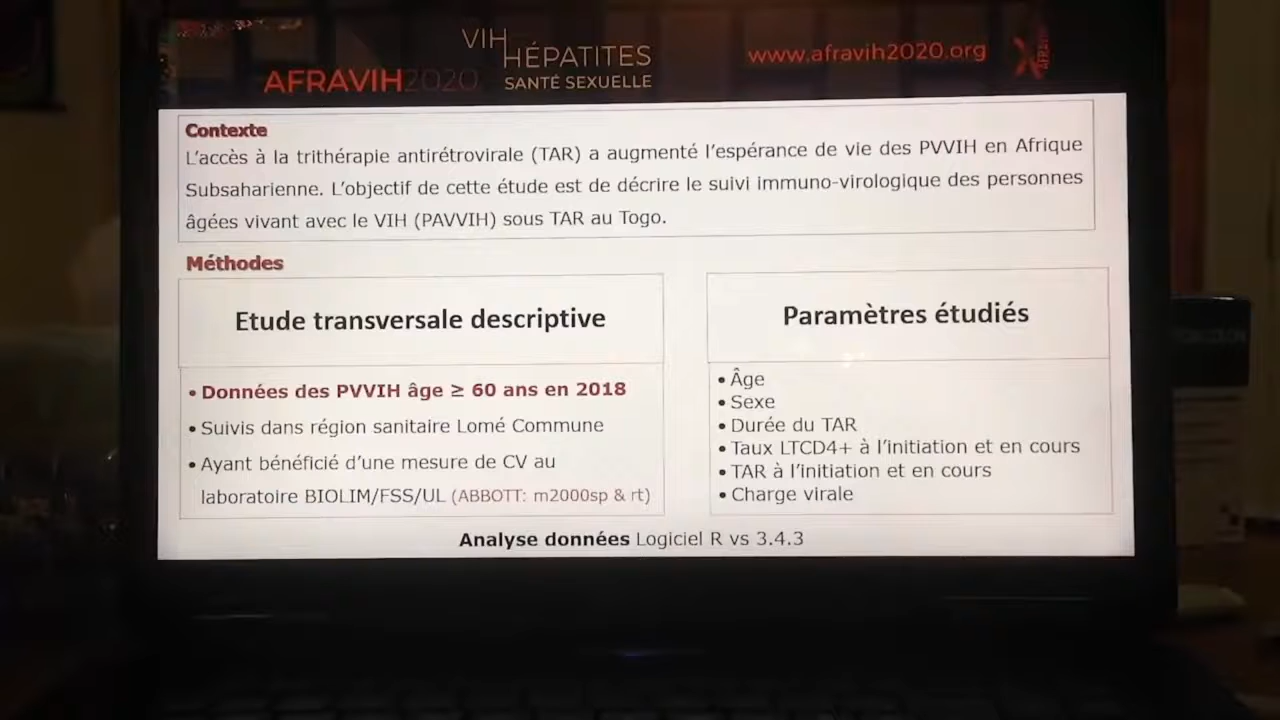 VIH
HÉPATITES
SANTÉ SEXUELLE
AFRAVIH2020
www.afravih2020.org
Contexte
L'accès à la trithérapie antirétrovirale (TAR) a augmenté l'espérance de vie des PVVIH en Afrique
Subsaharienne. L'objectif de cette étude est de décrire le suivi immuno-virologique des personnes
âgées vivant avec le VIH (PAVVIH) sous TAR au Togo.
Méthodes
Etude transversale descriptive
• Données des PVVIH âge ≥ 60 ans en 2018
• Suivis dans région sanitaire Lomé Commune
• Ayant bénéficié d'une mesure de CV au
laboratoire BIOLIM/FSS/UL (ABBOTT: m2000sp & rt)
Paramètres étudiés
• Âge
• Sexe
• Durée du TAR
• Taux LTCD4+ à l'initiation et en cours
• TAR à l'initiation et en cours
• Charge virale
Analyse données Logiciel R vs 3.4.3